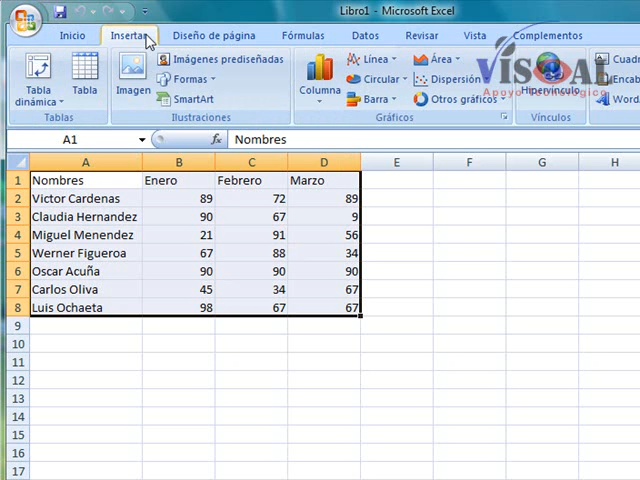 Libro1 - Microsoft Excel
Inicio Insertar Diseño de página Fórmulas Datos Revisar Vista Complementos
Tabla dinámica
Tabla
Tablas
Imagen
Imágenes prediseñadas
Formas
SmartArt
Ilustraciones
Columna
Línea
Circular
Barra
Área
Dispersión
Otros gráficos
Gráficos
Hipervínculo
Vínculos
Cuadr
Encab
Word
Apoyo Tecnológico
A1 fx Nombres
A B C D E F G H
1 Nombres Enero Febrero Marzo
2 Victor Cardenas 89 72 89
3 Claudia Hernandez 90 67 9
4 Miguel Menendez 21 91 56
5 Werner Figueroa 67 88 34
6 Oscar Acuña 90 90 90
7 Carlos Oliva 45 34 67
8 Luis Ochaeta 98 67 67
9
10
11
12
13
14
15
16
17